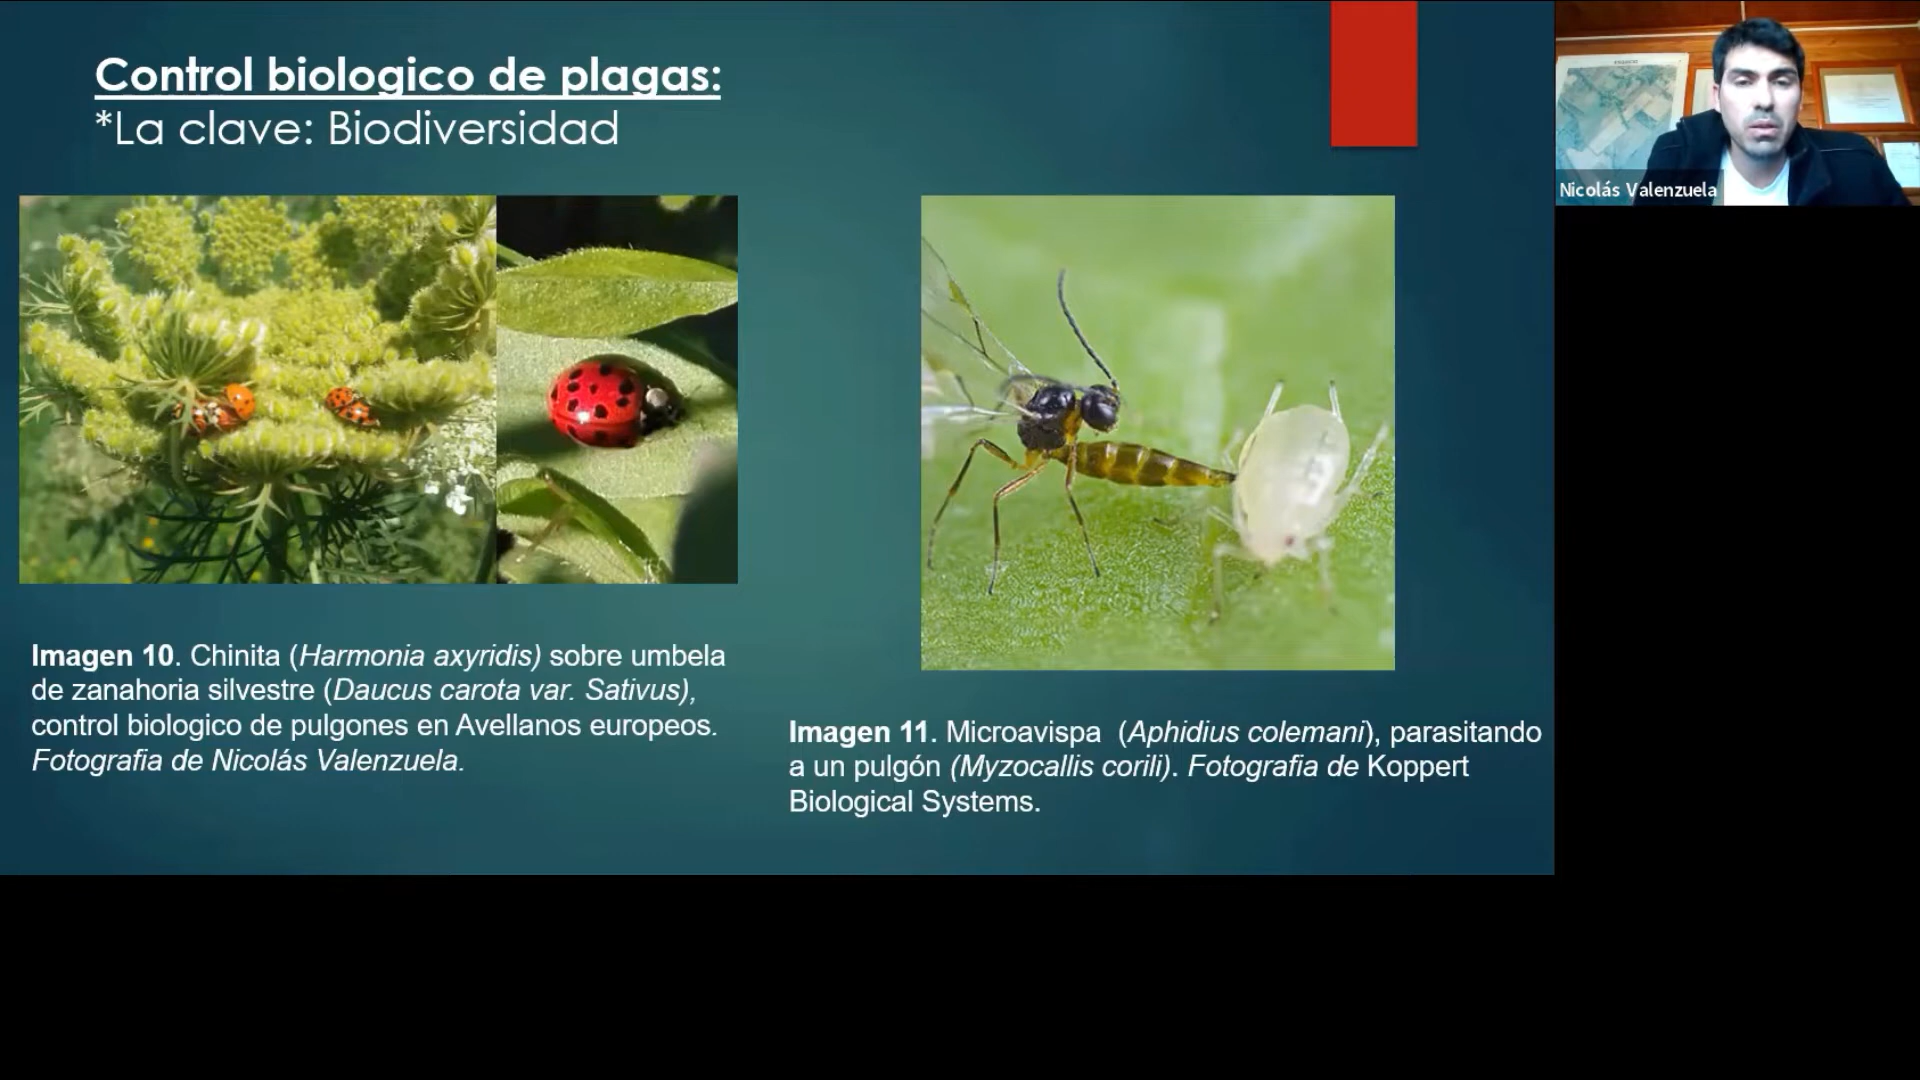 Control biologico de plagas:
*La clave: Biodiversidad
Nicolás Valenzuela
Imagen 10. Chinita (Harmonia axyridis) sobre umbela
de zanahoria silvestre (Daucus carota var. Sativus),
control biologico de pulgones en Avellanos europeos.
Fotografia de Nicolás Valenzuela.
Imagen 11. Microavispa (Aphidius colemani), parasitando
a un pulgón (Myzocallis corili). Fotografia de Koppert
Biological Systems.